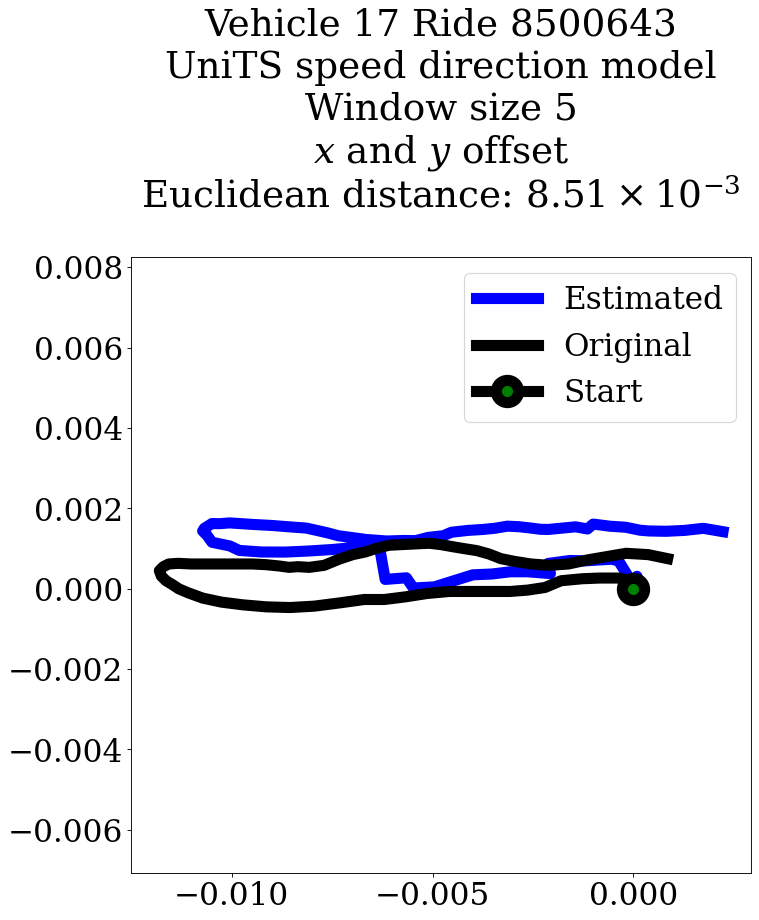 Vehicle 17 Ride 8500643
UniTS speed direction model
Window size 5
x and y offset
Euclidean distance: 8.51 × 10⁻³
Estimated
Original
Start
0.008
0.006
0.004
0.002
0.000
−0.002
−0.004
−0.006
−0.010
−0.005
0.000